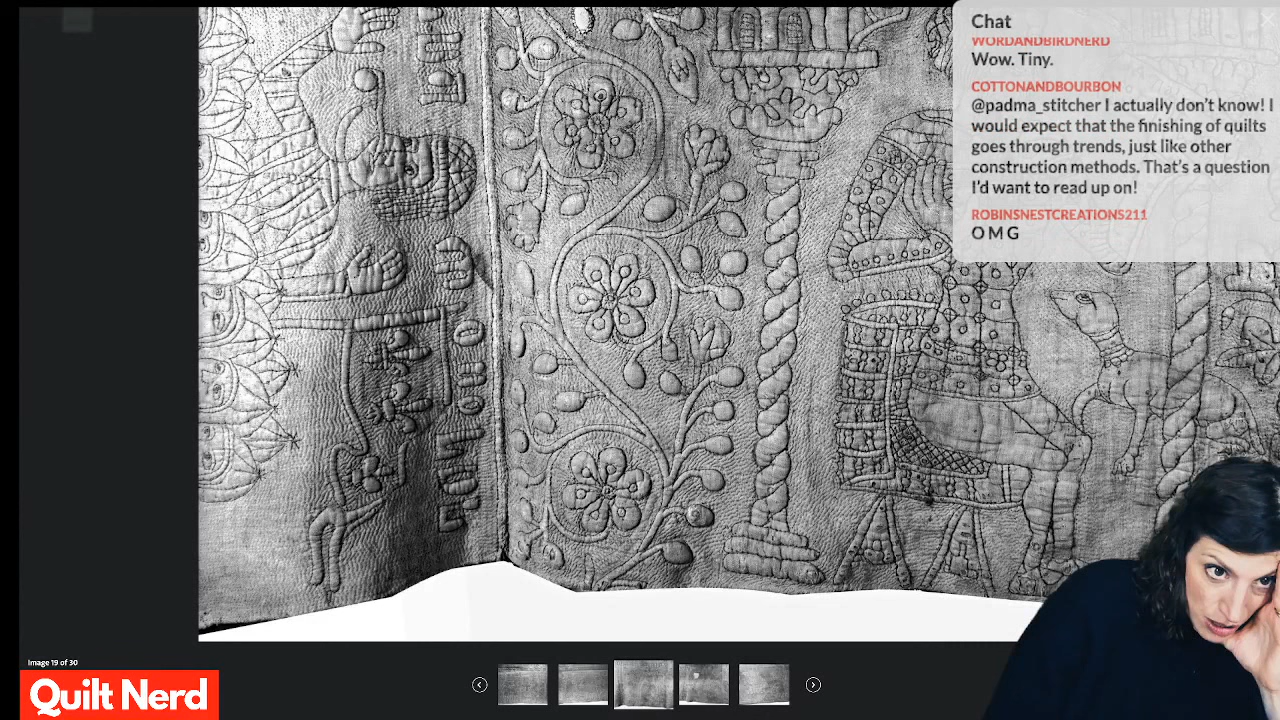 Chat
WORDANDBIRDNERD
Wow. Tiny.
COTTONANDBOURBON
@padma_stitcher I actually don't know! I
would expect that the finishing of quilts
goes through trends, just like other
construction methods. That's a question
I'd want to read up on!
ROBINSNESTCREATIONS211
O M G
Image 19 of 30
Quilt Nerd